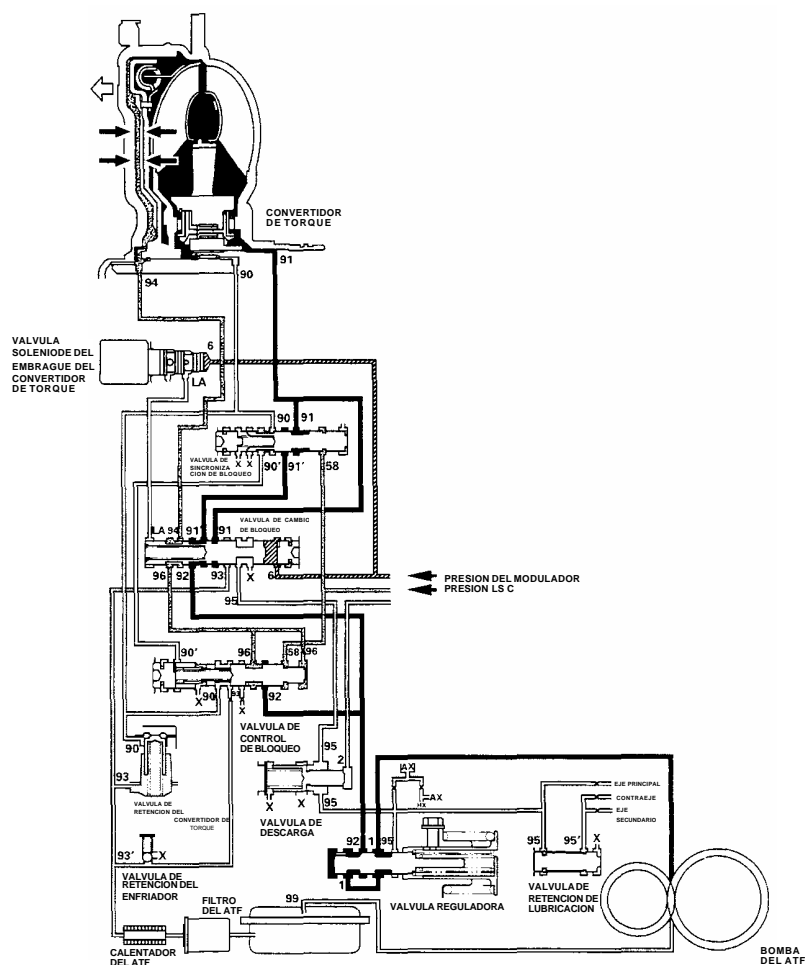 CONVERTIDOR
DE TORQUE
91
90
94
VALVULA
SOLENIODE DEL
EMBRAGUE DEL
CONVERTIDOR
DE TORQUE
6
LA
90 91
VALVULA DE
SINCRONIZA
CION DE BLOQUEO
X X 90' 91' 58
VALVULA DE CAMBIC
DE BLOQUEO
LA 94 91' 91
96 92 93 X 6
95
PRESION DEL MODULADOR
PRESION LS C
90' 96 58 96
X 90 93 X 92
VALVULA DE
CONTROL
DE BLOQUEO
90
93
VALVULA DE
RETENCION DEL
CONVERTIDOR DE
TORQUE
95 2
X X 95
VALVULA DE
DESCARGA
AX
AX
HX
EJE PRINCIPAL
CONTRAEJE
EJE
SECUNDARIO
92 1 95
1
VALVULA REGULADORA
95 95' X
VALVULA DE
RETENCION DE
LUBRICACION
93' X
VALVULA DE
RETENCION DEL
ENFRIADOR
FILTRO
DEL ATF
99
CALENTADOR
DEL ATF
BOMBA
DEL ATF